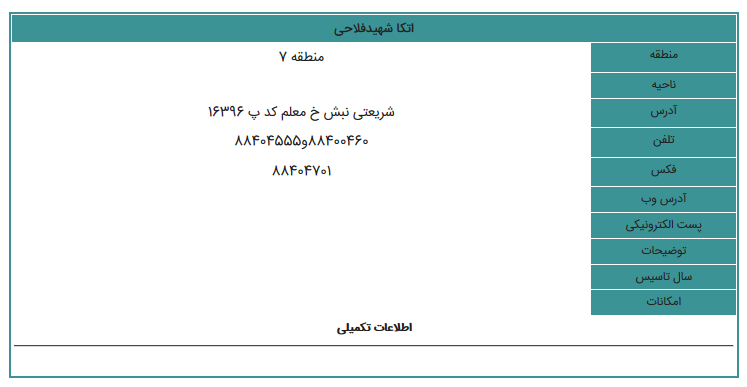 اتکا شهیدفلاحی
منطقه منطقه ۷
ناحیه
آدرس شریعتی نبش خ معلم کد پ ۱۶۳۹۶
تلفن ۸۸۴۰۰۴۶۰و۸۸۴۰۴۵۵۵
فکس ۸۸۴۰۴۷۰۱
آدرس وب
پست الکترونیکی
توضیحات
سال تاسیس
امکانات
اطلاعات تکمیلی